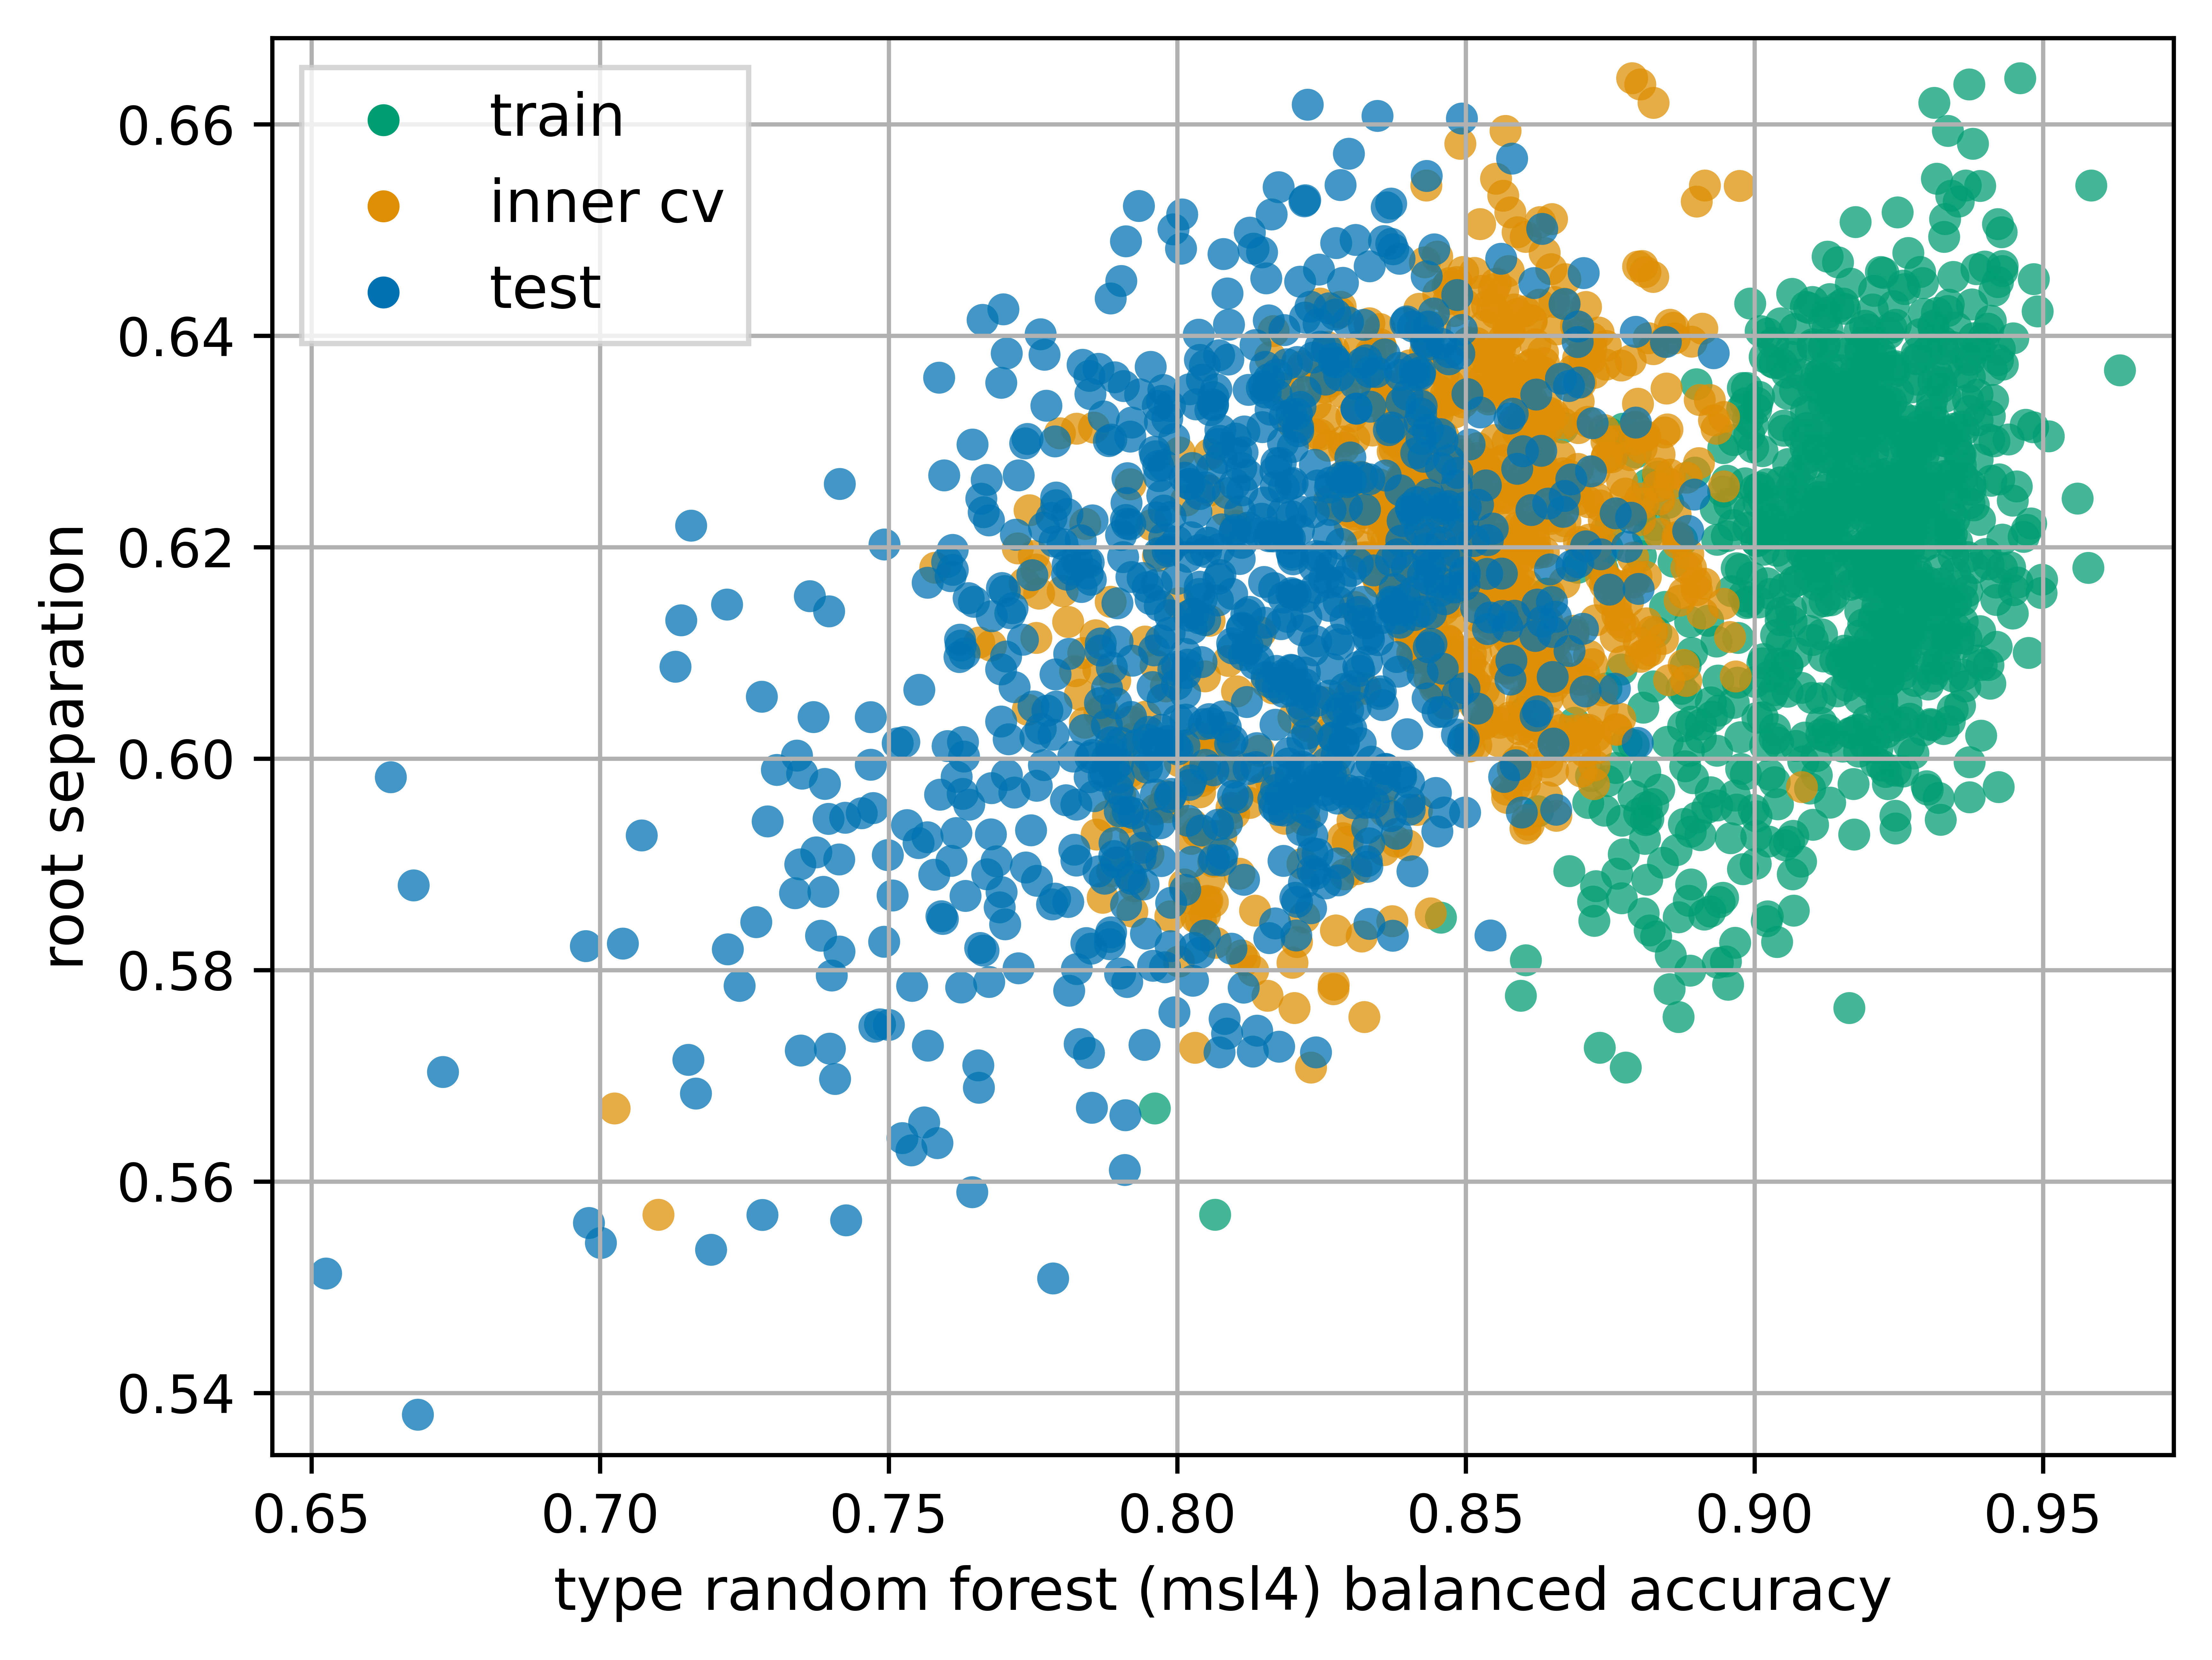 train
inner cv
test
0.66
0.64
0.62
0.60
0.58
0.56
0.54
root separation
0.65 0.70 0.75 0.80 0.85 0.90 0.95
type random forest (msl4) balanced accuracy